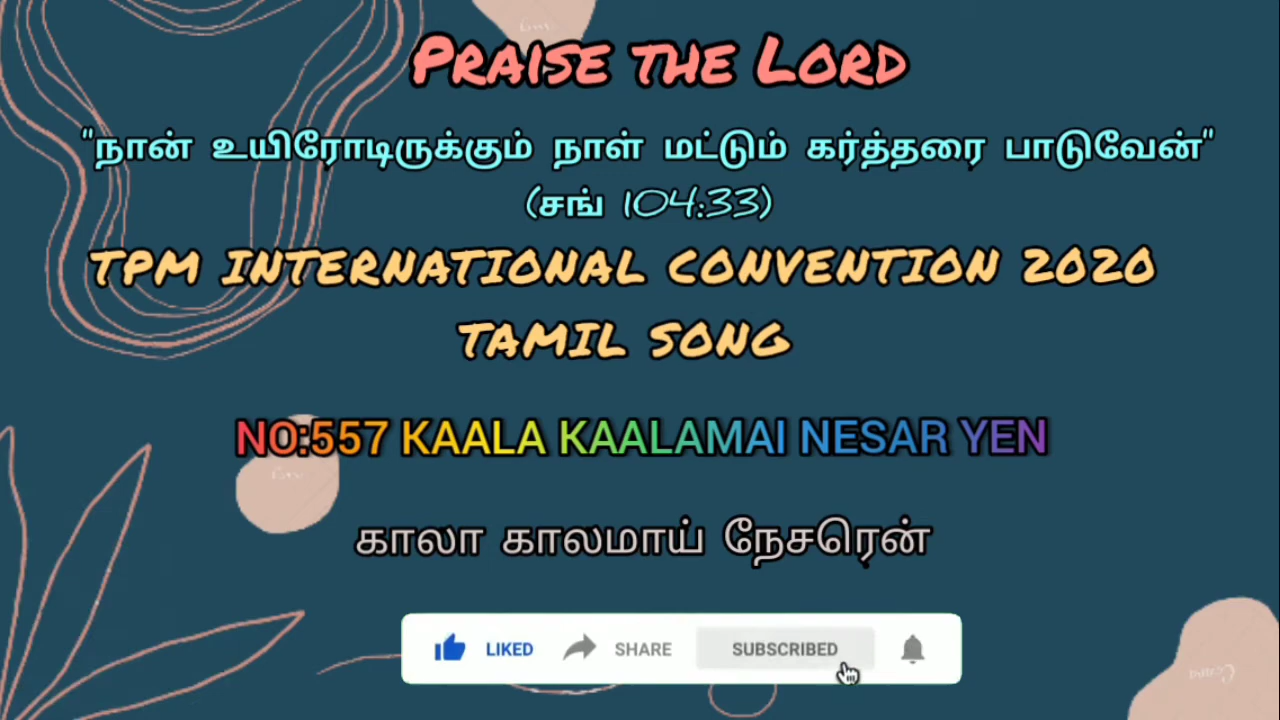 PRAISE THE LORD
"நான் உயிரோடிருக்கும் நாள் மட்டும் கர்த்தரை பாடுவேன்"
(சங் 104:33)
TPM INTERNATIONAL CONVENTION 2020
TAMIL SONG
NO:557 KAALA KAALAMAI NESAR YEN
காலா காலமாய் நேசரென்
LIKED SHARE SUBSCRIBED